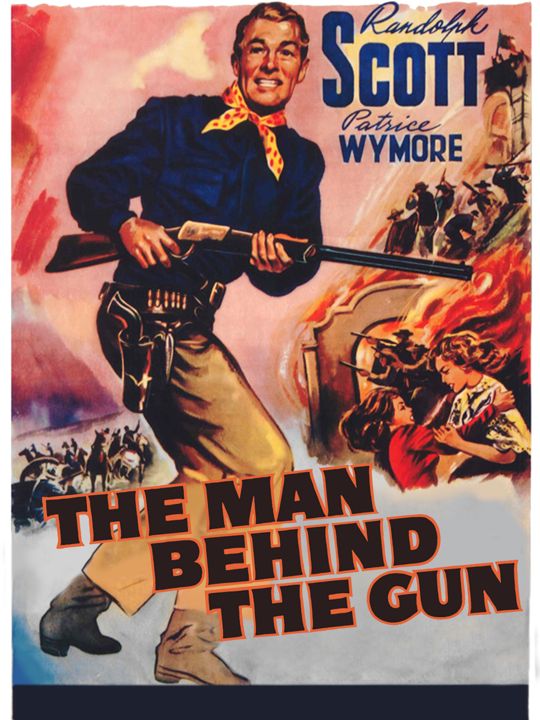 Randolph
SCOTT
Patrice
WYMORE
THE MAN
BEHIND
THE GUN